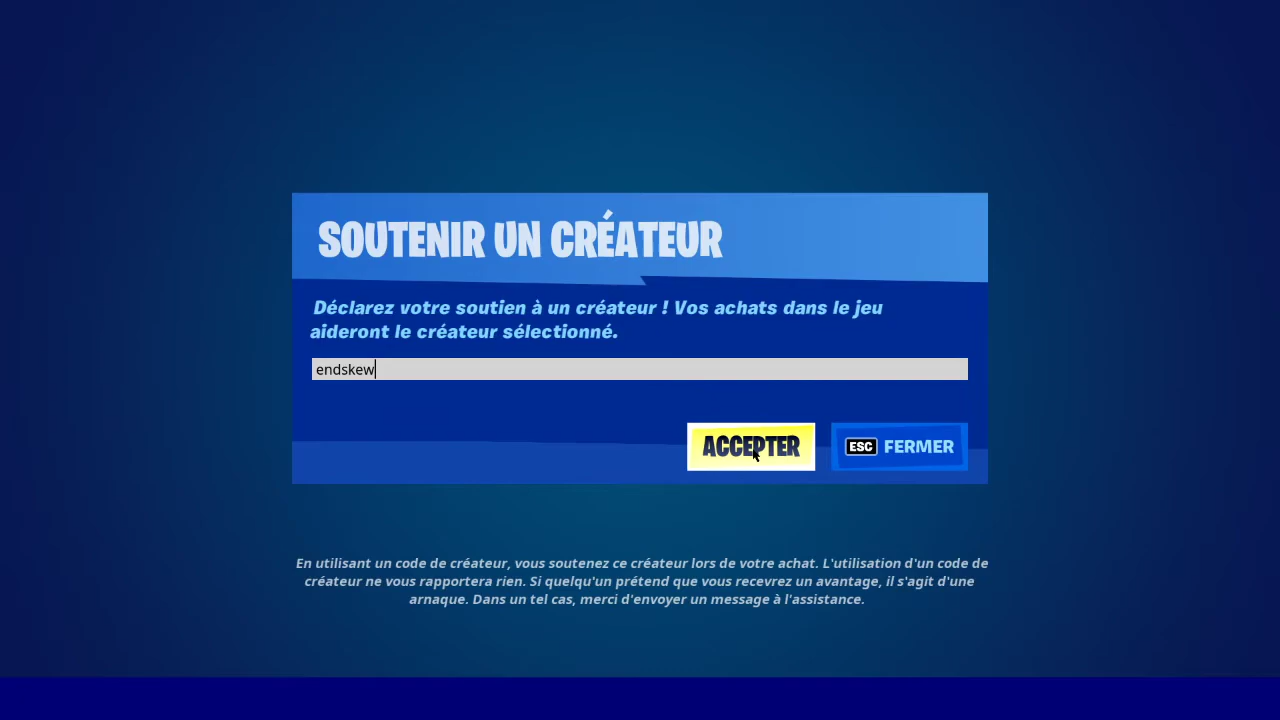 SOUTENIR UN CRÉATEUR
Déclarez votre soutien à un créateur ! Vos achats dans le jeu
aideront le créateur sélectionné.
endskew
ACCEPTER
ESC FERMER
En utilisant un code de créateur, vous soutenez ce créateur lors de votre achat. L'utilisation d'un code de
créateur ne vous rapportera rien. Si quelqu'un prétend que vous recevrez un avantage, il s'agit d'une
arnaque. Dans un tel cas, merci d'envoyer un message à l'assistance.